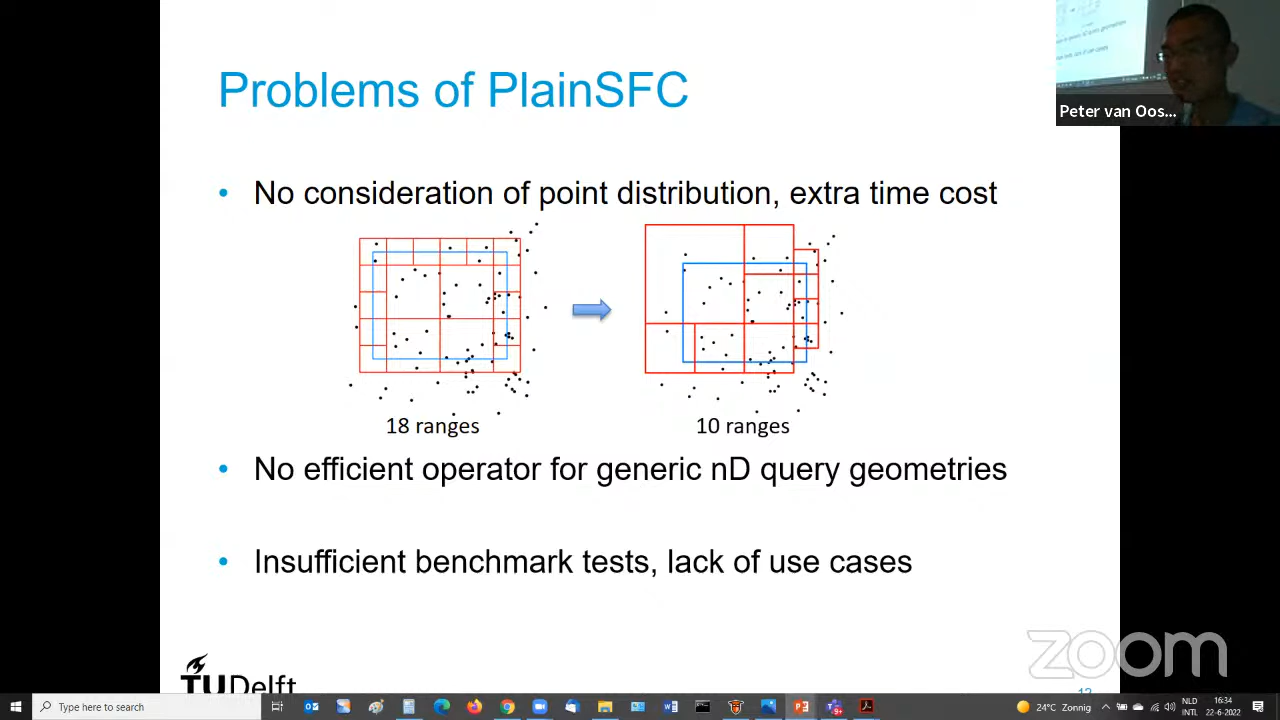 Problems of PlainSFC
Peter van Oos...
• No consideration of point distribution, extra time cost
18 ranges
10 ranges
• No efficient operator for generic nD query geometries
• Insufficient benchmark tests, lack of use cases
TUDelft
zoom
12
Type here to search
24°C Zonnig
NLD
INTL
16:34
22-6-2022